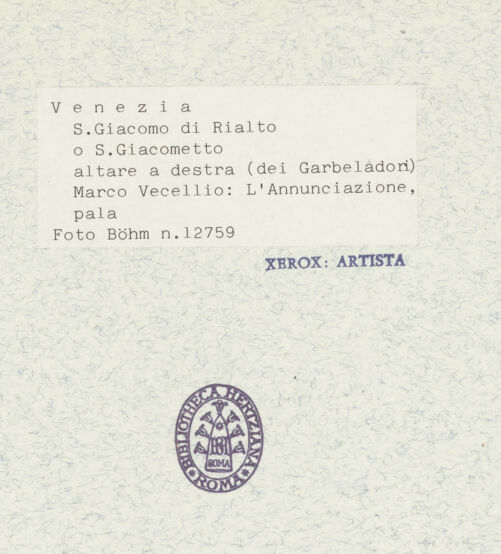 V e n e z i a
S.Giacomo di Rialto
o S.Giacometto
altare a destra (dei Garbeladori)
Marco Vecellio: L'Annunciazione,
pala
Foto Böhm n.12759
XEROX: ARTISTA
BIBLIOTHECA HERTZIANA
BH
ROMA
*ROMA*